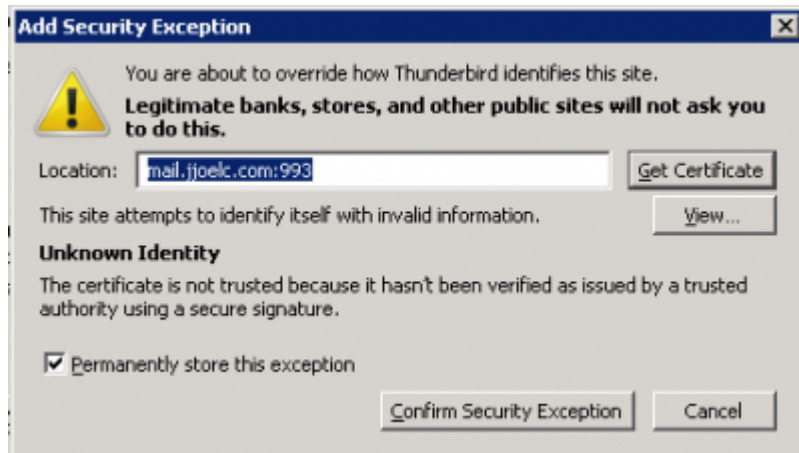 Add Security Exception
You are about to override how Thunderbird identifies this site.
Legitimate banks, stores, and other public sites will not ask you
to do this.
Location: mail.jjoelc.com:993 Get Certificate
This site attempts to identify itself with invalid information. View...
Unknown Identity
The certificate is not trusted because it hasn't been verified as issued by a trusted
authority using a secure signature.
Permanently store this exception
Confirm Security Exception Cancel